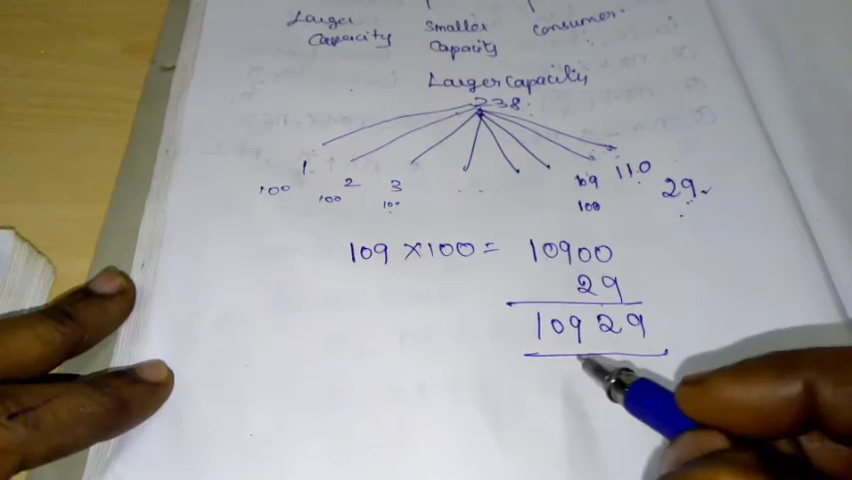 Larger Smaller consumer.
Capacity Capacity
Larger capacity
238.
1 2 3 ... 109 110 29
100 100 100 100
109 × 100 = 10900
29
10929